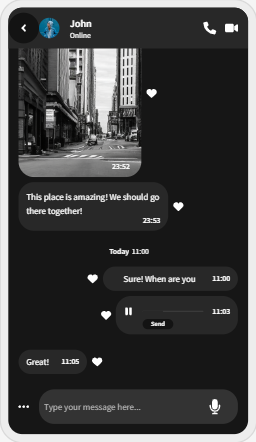 John
Online
23:52
This place is amazing! We should go
there together!
23:53
Today 11:00
Sure! When are you 11:00
11:03
Send
Great! 11:05
Type your message here...